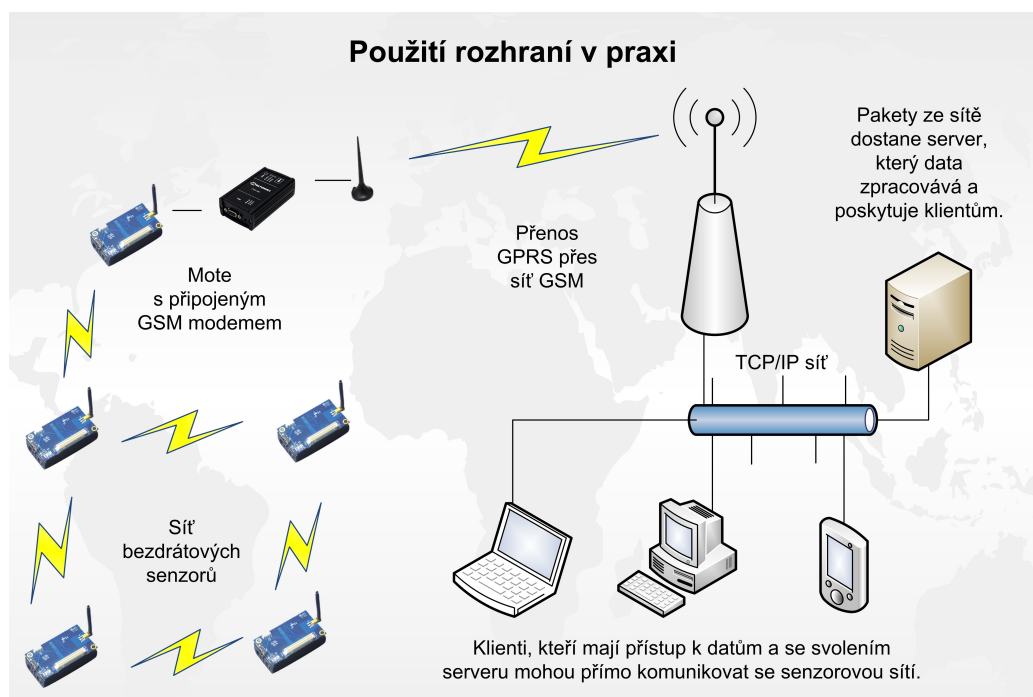 Použití rozhraní v praxi
Pakety ze sítě
dostane server,
který data
zpracovává a
poskytuje klientům.
Přenos
GPRS přes
síť GSM
Mote
s připojeným
GSM modemem
TCP/IP síť
Síť
bezdrátových
senzorů
Klienti, kteří mají přístup k datům a se svolením
serveru mohou přímo komunikovat se senzorovou sítí.